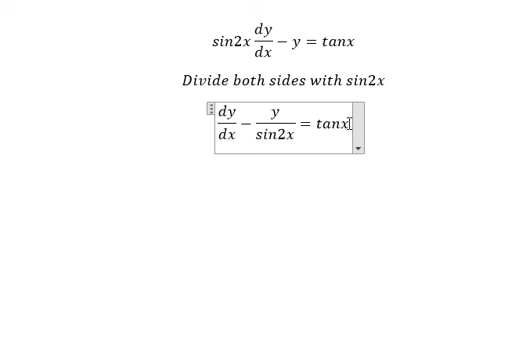 sin2x dy/dx − y = tanx
Divide both sides with sin2x
dy/dx − y/sin2x = tanx